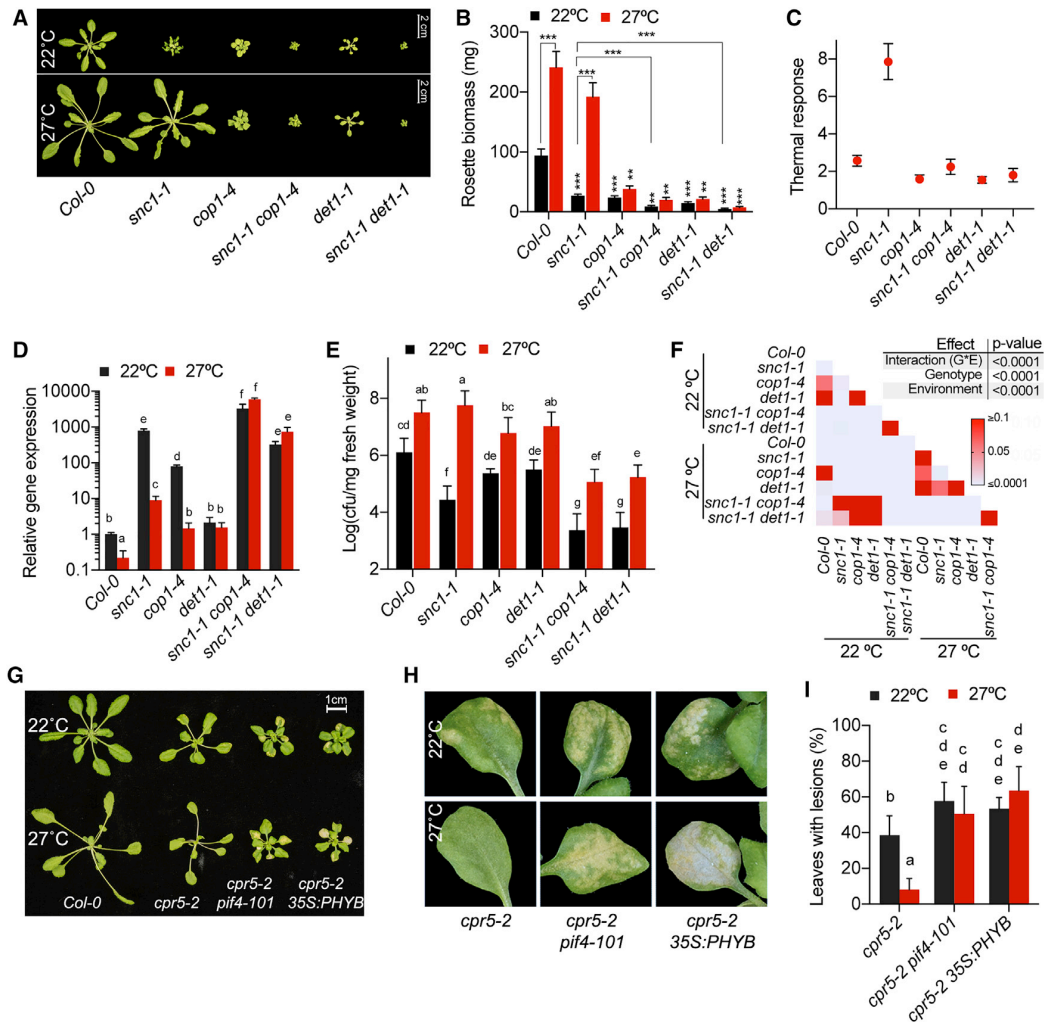 A
22˚C
27˚C
2 cm
2 cm
Col-0
snc1-1
cop1-4
snc1-1 cop1-4
det1-1
snc1-1 det1-1
B
22ºC 27ºC
Rosette biomass (mg)
300
200
100
0
***
***
***
***
***
*** *** ** ** *** *** ** *** ***
Col-0
snc1-1
cop1-4
snc1-1 cop1-4
det1-1
snc1-1 det-1
C
Thermal response
8
6
4
2
0
Col-0
snc1-1
cop1-4
snc1-1 cop1-4
det1-1
snc1-1 det1-1
D
22ºC 27ºC
Relative gene expression
10000
1000
100
10
1
0.1
b a e c d b b b f f e e
Col-0
snc1-1
cop1-4
det1-1
snc1-1 cop1-4
snc1-1 det1-1
E
22ºC 27ºC
Log(cfu/mg fresh weight)
8
6
4
2
cd ab f a de bc de ab g ef g e
Col-0
snc1-1
cop1-4
det1-1
snc1-1 cop1-4
snc1-1 det1-1
F
22 ºC
Col-0
snc1-1
cop1-4
det1-1
snc1-1 cop1-4
snc1-1 det1-1
27 ºC
Col-0
snc1-1
cop1-4
det1-1
snc1-1 cop1-4
snc1-1 det1-1
Effect p-value
Interaction (G*E) <0.0001
Genotype <0.0001
Environment <0.0001
≥0.1
0.05
≤0.0001
Col-0
snc1-1
cop1-4
det1-1
snc1-1 cop1-4
snc1-1 det1-1
Col-0
snc1-1
cop1-4
det1-1
snc1-1 cop1-4
22 ºC 27 ºC
G
1cm
22˚C
27˚C
Col-0
cpr5-2
cpr5-2
pif4-101
cpr5-2
35S:PHYB
H
22˚C
27˚C
cpr5-2
cpr5-2
pif4-101
cpr5-2
35S:PHYB
I
22ºC 27ºC
Leaves with lesions (%)
100
80
60
40
20
0
b
a
c
d
e
c
d
c
d
e
d
e
cpr5-2
cpr5-2 pif4-101
cpr5-2 35S:PHYB